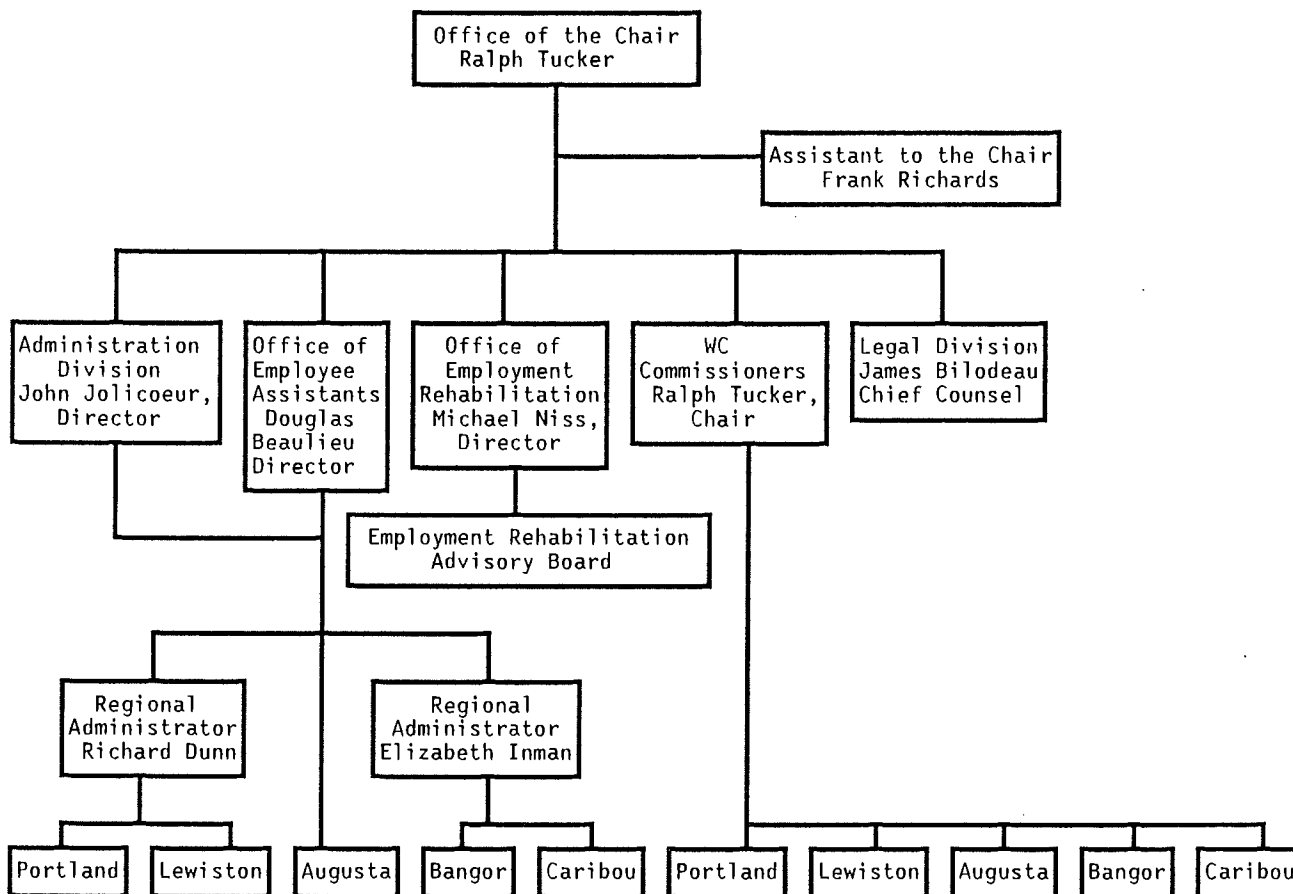 Office of the Chair
Ralph Tucker
Assistant to the Chair
Frank Richards
Administration
Division
John Jolicoeur,
Director
Office of
Employee
Assistants
Douglas
Beaulieu
Director
Office of
Employment
Rehabilitation
Michael Niss,
Director
WC
Commissioners
Ralph Tucker,
Chair
Legal Division
James Bilodeau
Chief Counsel
Employment Rehabilitation
Advisory Board
Regional
Administrator
Richard Dunn
Regional
Administrator
Elizabeth Inman
Portland
Lewiston
Augusta
Bangor
Caribou
Portland
Lewiston
Augusta
Bangor
Caribou